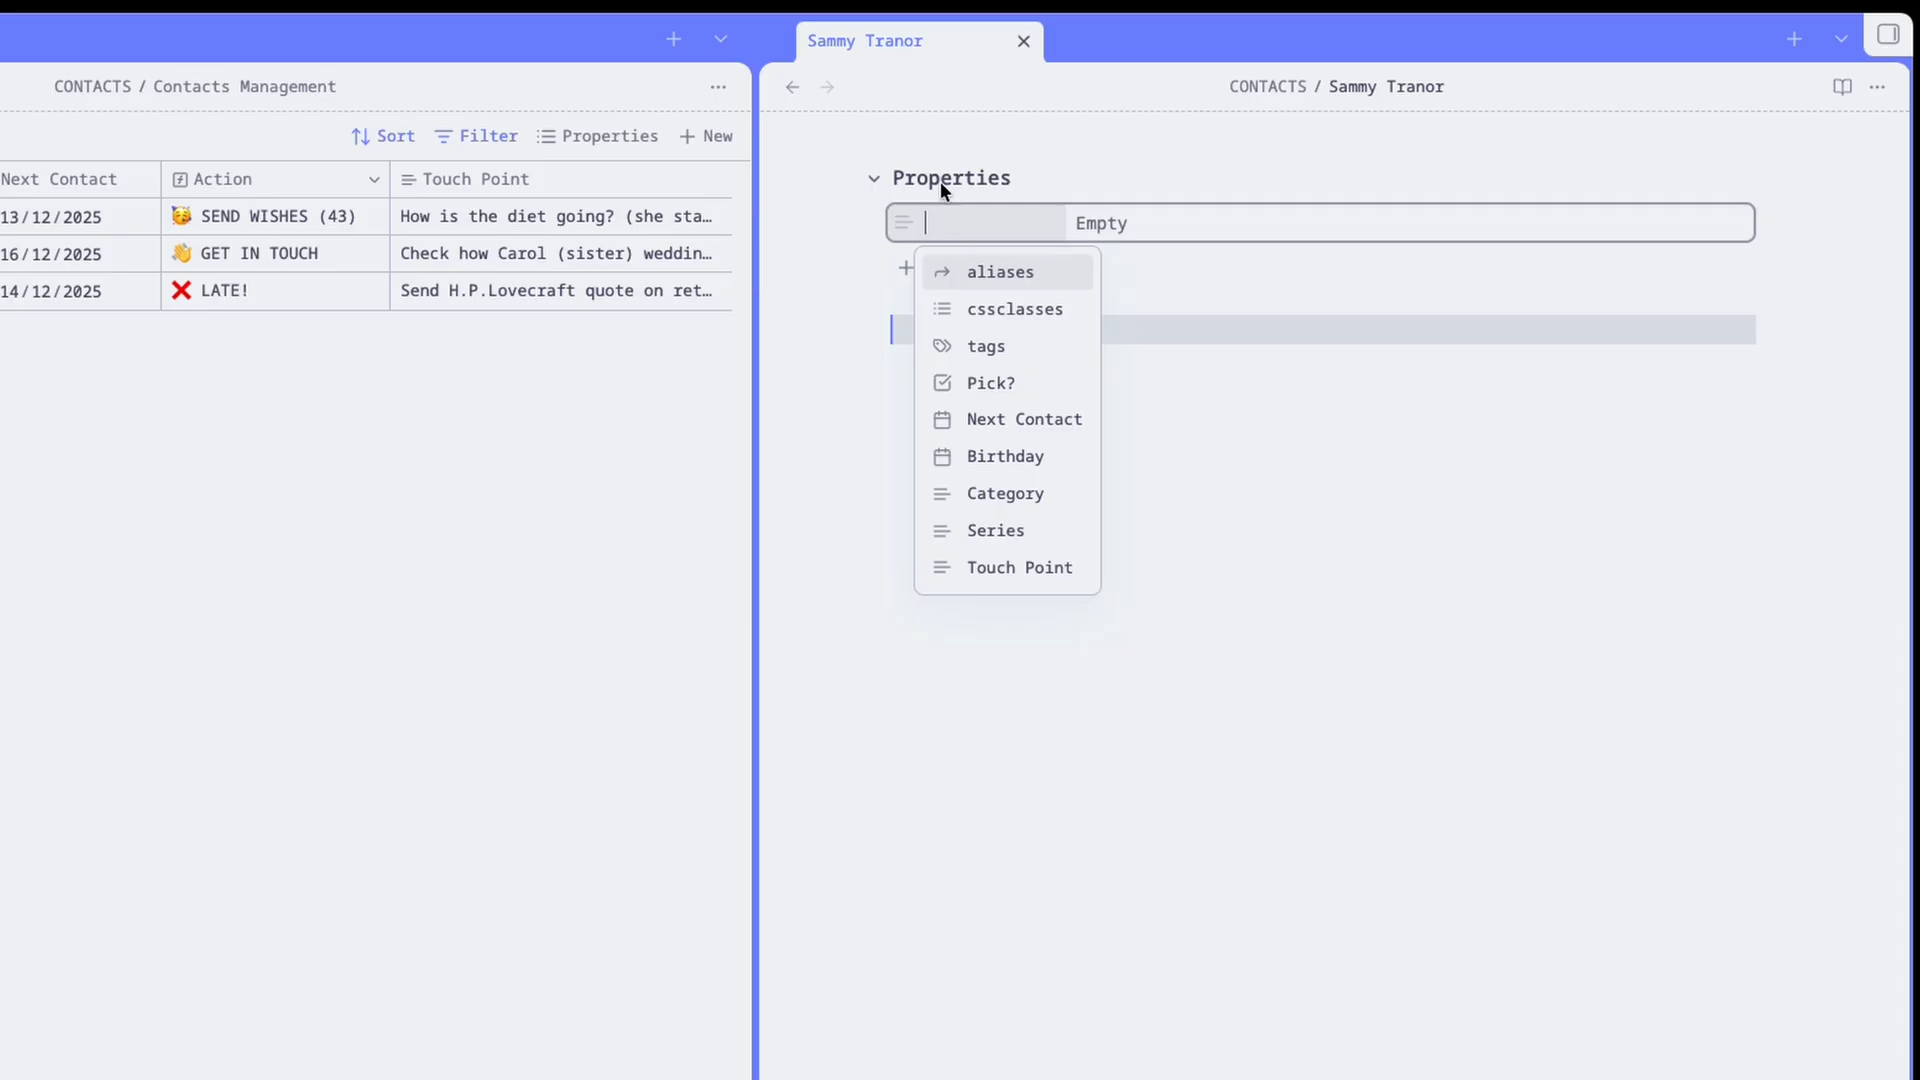 Sammy Tranor
CONTACTS / Contacts Management
CONTACTS / Sammy Tranor
Sort Filter Properties New
Next Contact Action Touch Point
13/12/2025 🥳 SEND WISHES (43) How is the diet going? (she sta…
16/12/2025 👋 GET IN TOUCH Check how Carol (sister) weddin…
14/12/2025 ❌ LATE! Send H.P.Lovecraft quote on ret…
Properties
Empty
aliases
cssclasses
tags
Pick?
Next Contact
Birthday
Category
Series
Touch Point